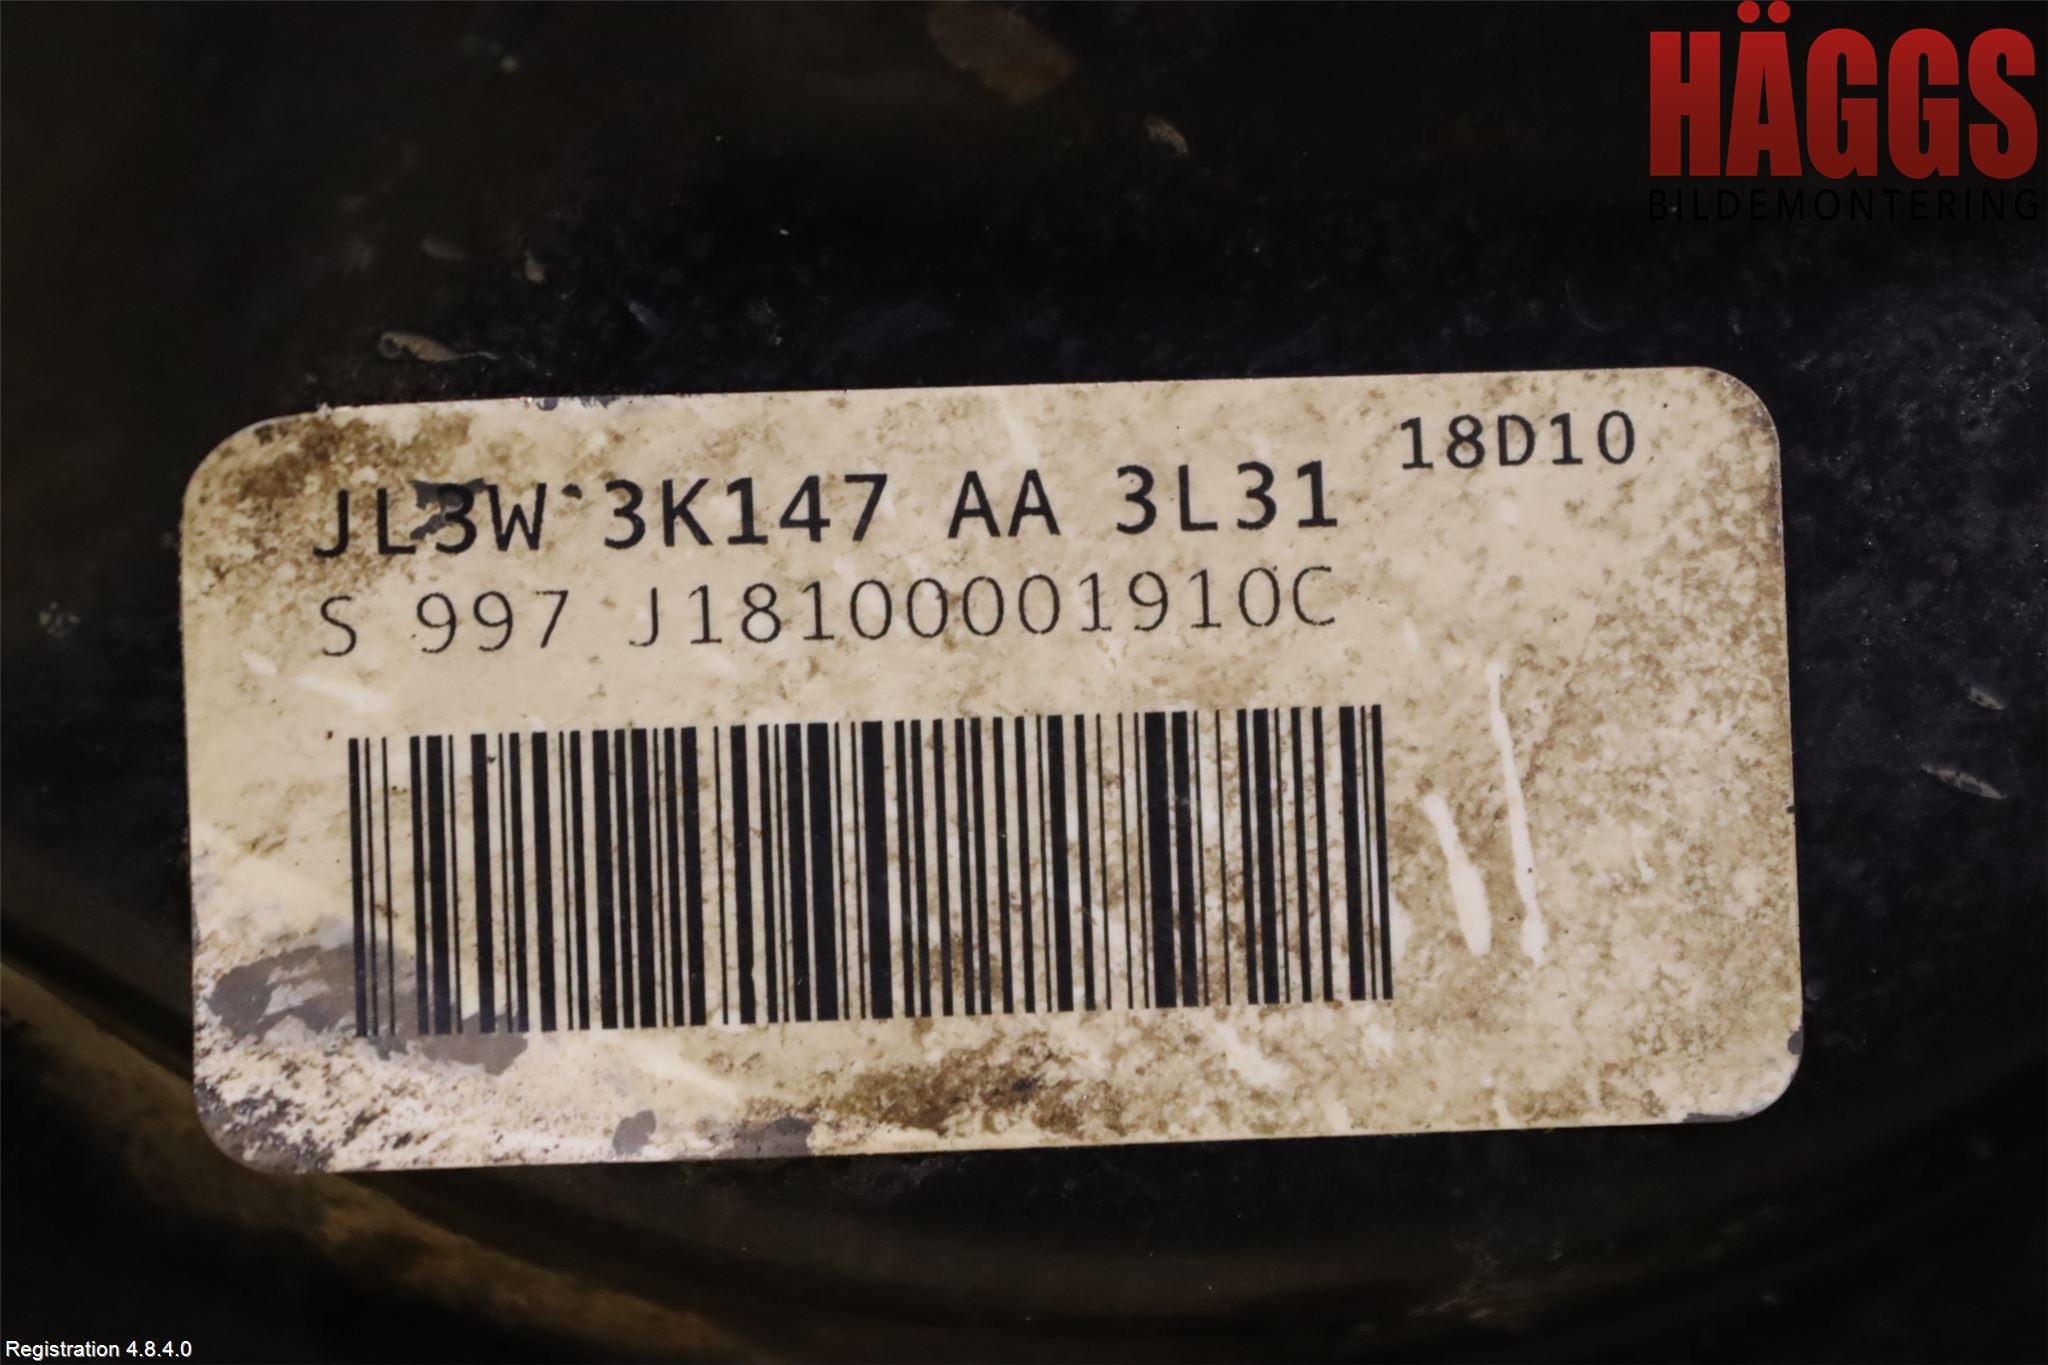 HÄGGS
BILDEMONTERING
18D10
JL3W 3K147 AA 3L31
S 997 J18100001910C
Registration 4.8.4.0